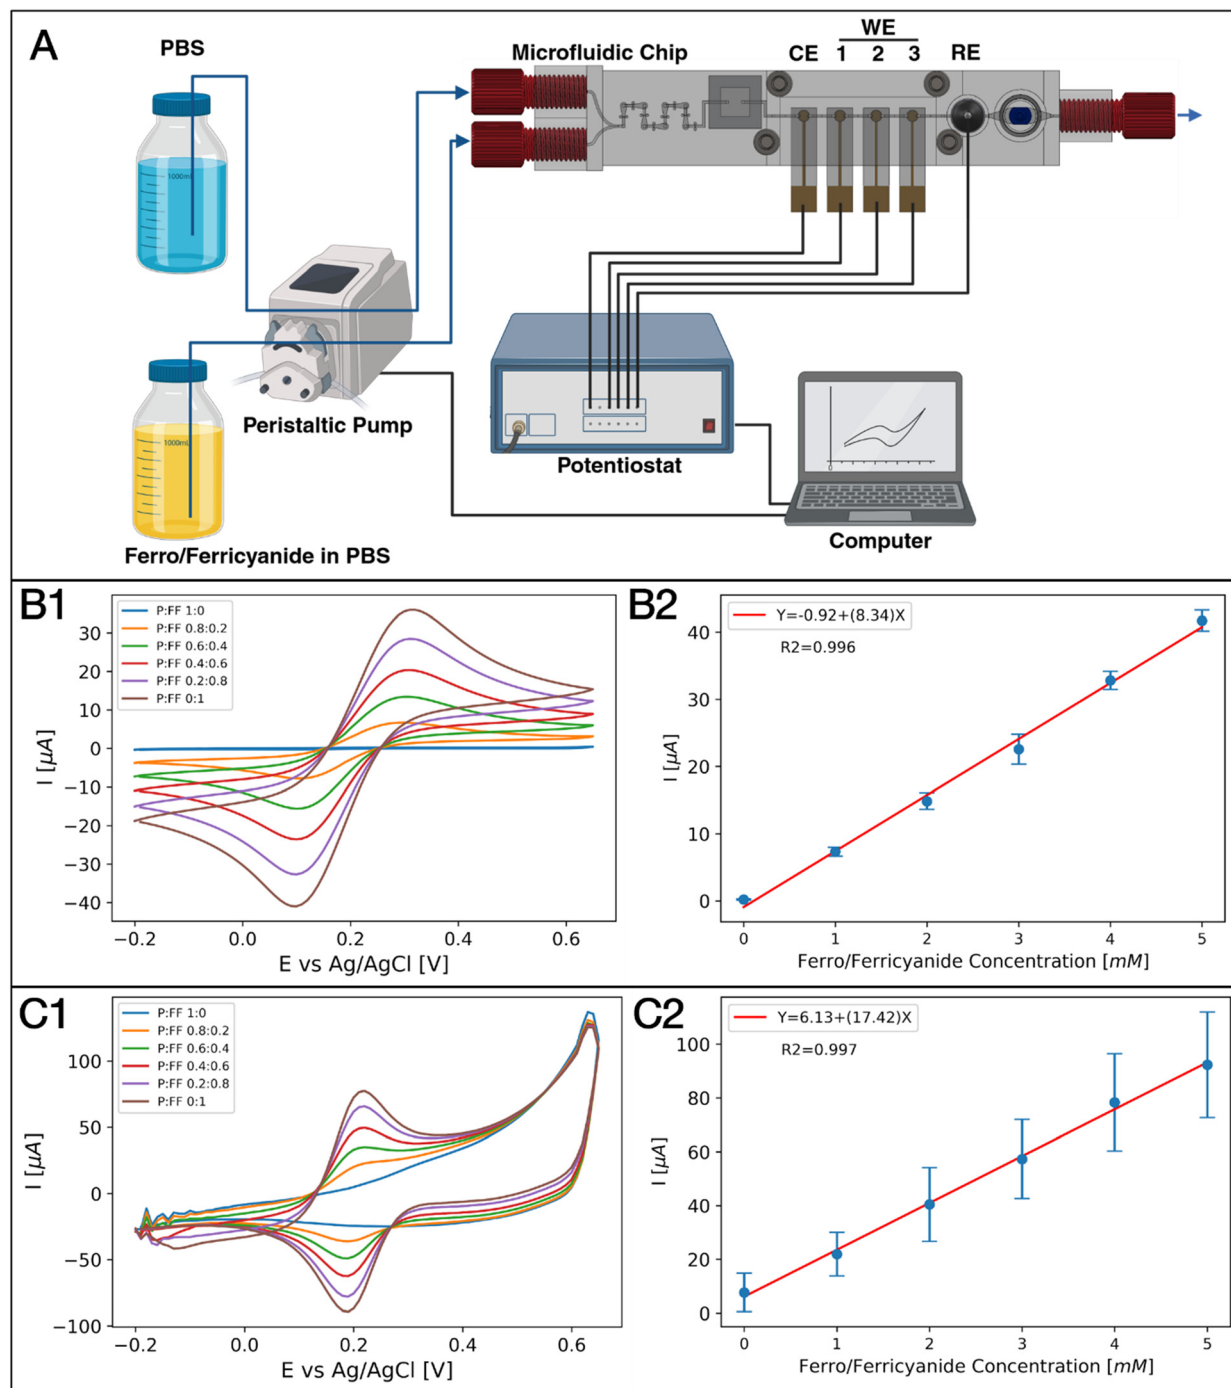 A
PBS
Microfluidic Chip
WE
CE 1 2 3 RE
1000mL
Peristaltic Pump
1000mL
Potentiostat
Ferro/Ferricyanide in PBS
Computer
B1
P:FF 1:0
P:FF 0.8:0.2
P:FF 0.6:0.4
P:FF 0.4:0.6
P:FF 0.2:0.8
P:FF 0:1
30
20
10
0
−10
−20
−30
−40
I [μA]
−0.2 0.0 0.2 0.4 0.6
E vs Ag/AgCl [V]
B2
Y=-0.92+(8.34)X
R2=0.996
40
30
20
10
0
I [μA]
0 1 2 3 4 5
Ferro/Ferricyanide Concentration [mM]
C1
P:FF 1:0
P:FF 0.8:0.2
P:FF 0.6:0.4
P:FF 0.4:0.6
P:FF 0.2:0.8
P:FF 0:1
100
50
0
−50
−100
I [μA]
−0.2 0.0 0.2 0.4 0.6
E vs Ag/AgCl [V]
C2
Y=6.13+(17.42)X
R2=0.997
100
80
60
40
20
0
I [μA]
0 1 2 3 4 5
Ferro/Ferricyanide Concentration [mM]